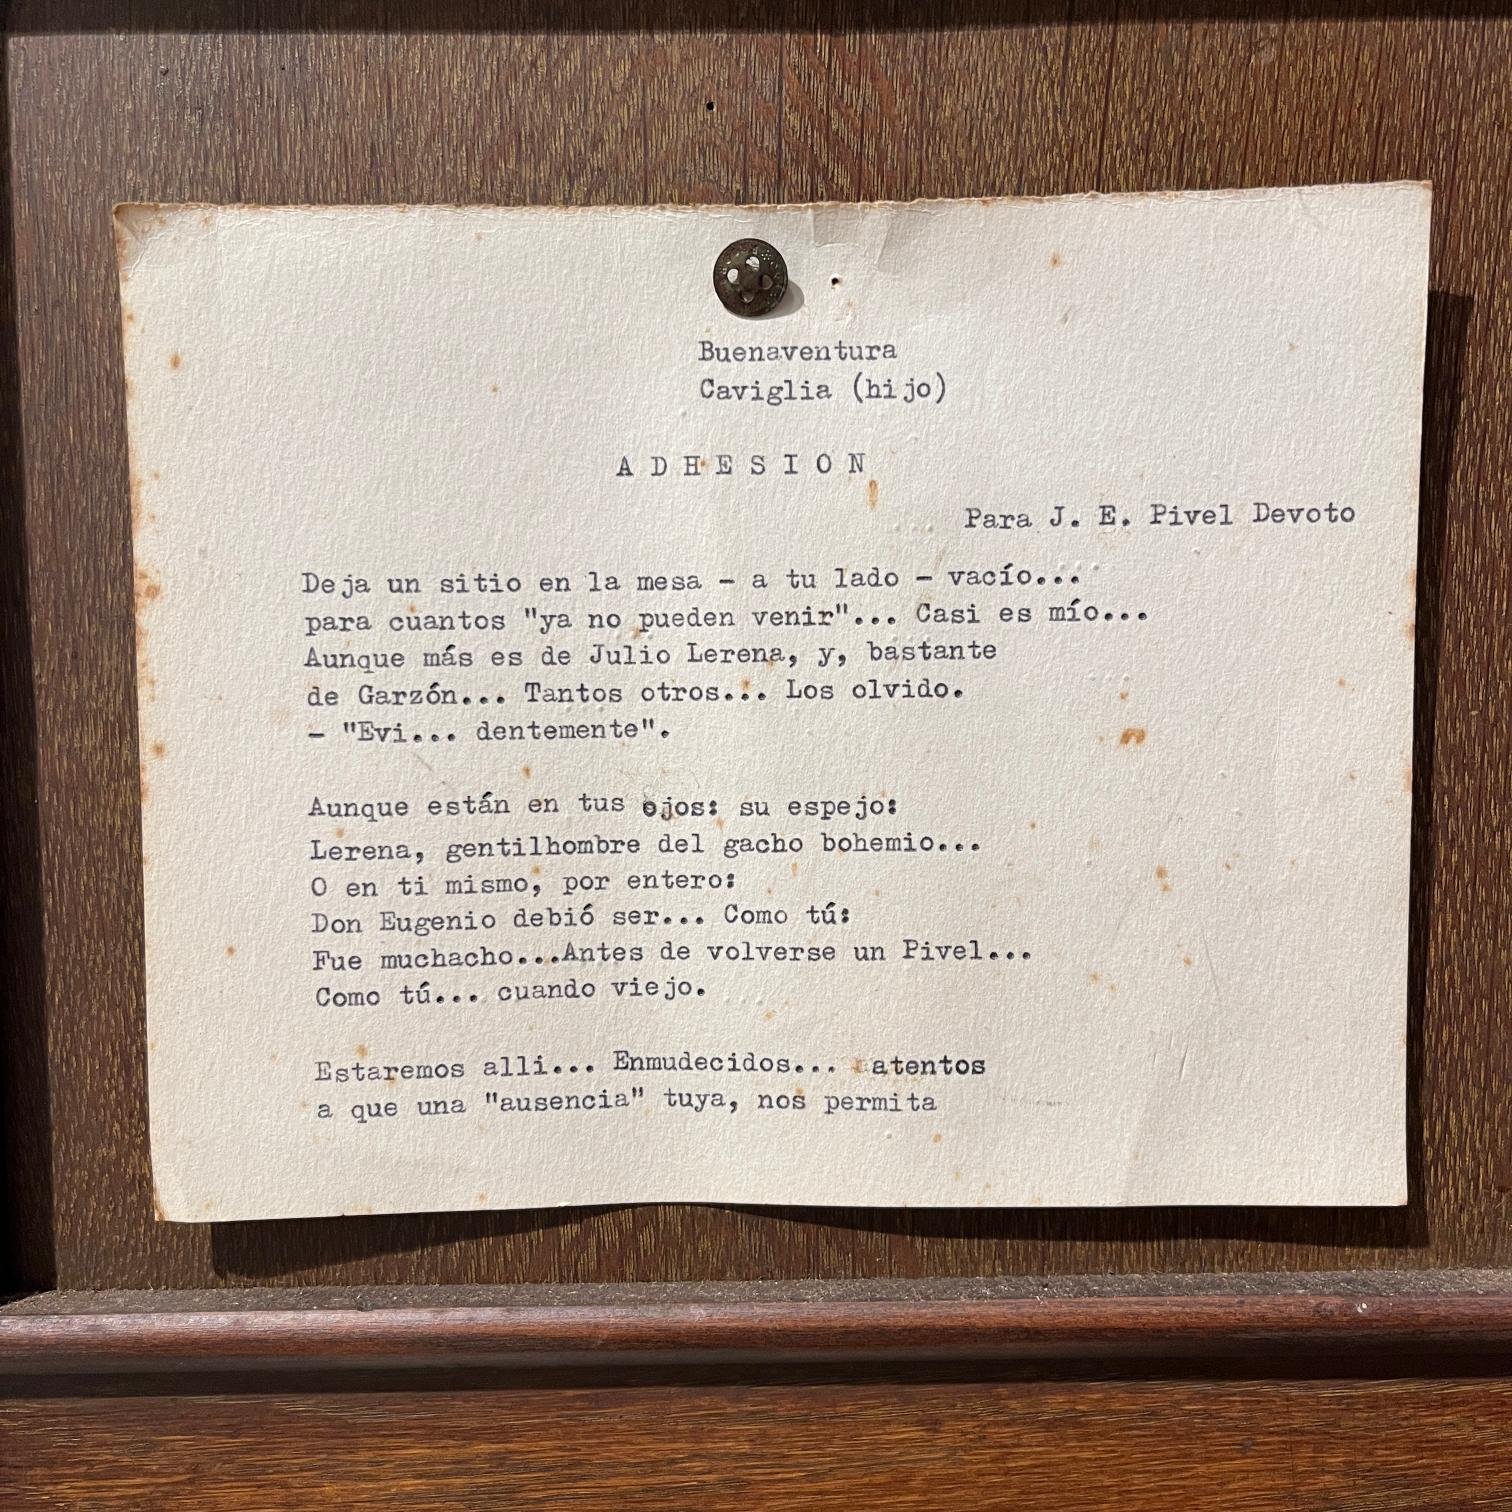 Buenaventura
Caviglia (hijo)
A D H E S I O N
Para J. E. Pivel Devoto
Deja un sitio en la mesa - a tu lado - vacío...
para cuantos "ya no pueden venir"... Casi es mío...
Aunque más es de Julio Lerena, y, bastante
de Garzón... Tantos otros... Los olvido.
- "Evi... dentemente".
Aunque están en tus ojos: su espejo:
Lerena, gentilhombre del gacho bohemio...
O en ti mismo, por entero:
Don Eugenio debió ser... Como tú:
Fue muchacho...Antes de volverse un Pivel...
Como tú... cuando viejo.
Estaremos alli... Enmudecidos... atentos
a que una "ausencia" tuya, nos permita